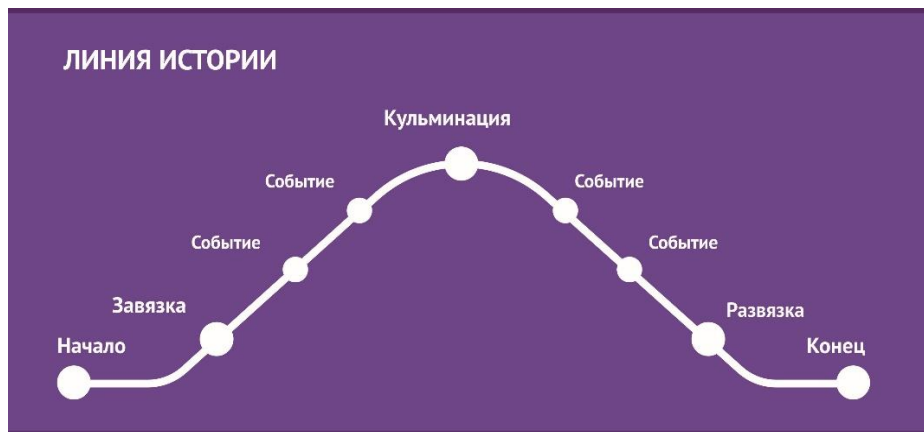 ЛИНИЯ ИСТОРИИ
Начало
Завязка
Событие
Событие
Кульминация
Событие
Событие
Развязка
Конец